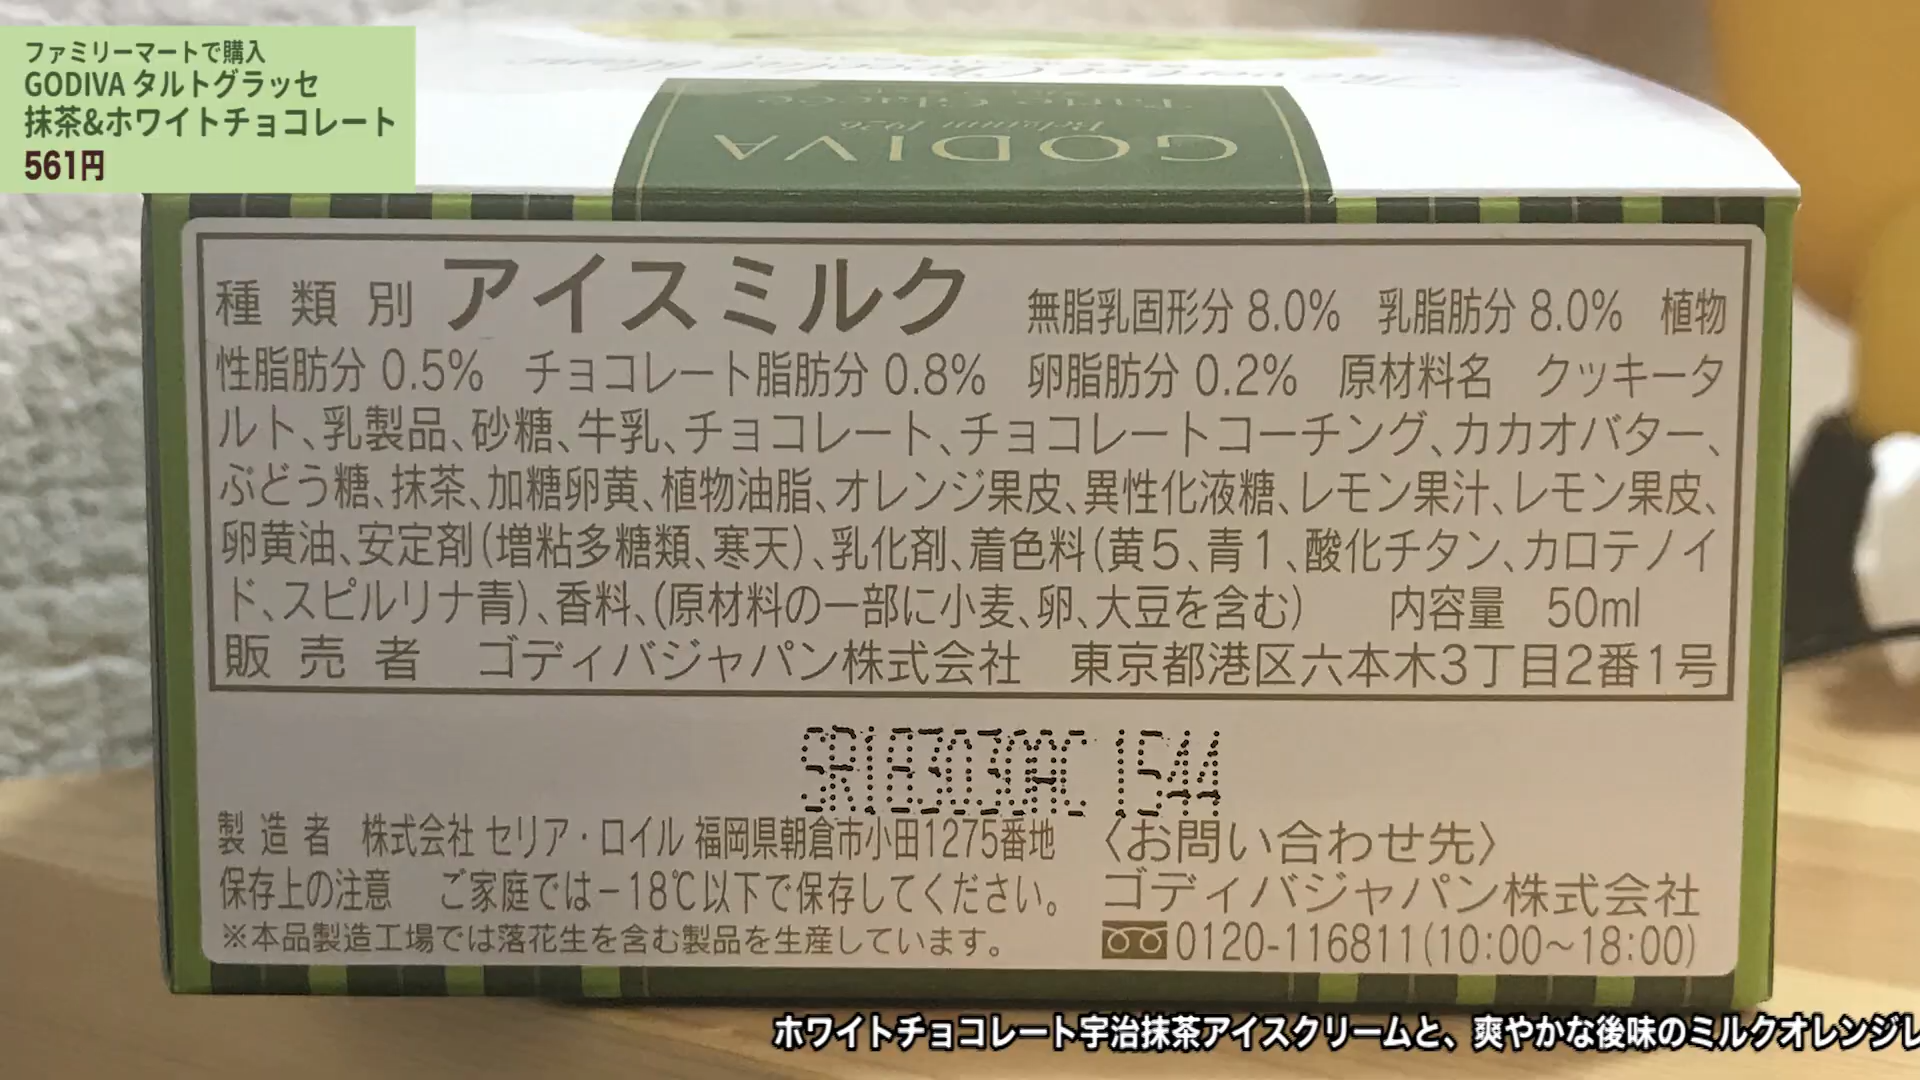 ファミリーマートで購入
GODIVA タルトグラッセ
抹茶&ホワイトチョコレート
561円
Tarte Glacée
Belgium 1926
GODIVA
種類別 アイスミルク 無脂乳固形分 8.0% 乳脂肪分 8.0% 植物
性脂肪分 0.5% チョコレート脂肪分 0.8% 卵脂肪分 0.2% 原材料名 クッキータ
ルト、乳製品、砂糖、牛乳、チョコレート、チョコレートコーチング、カカオバター、
ぶどう糖、抹茶、加糖卵黄、植物油脂、オレンジ果皮、異性化液糖、レモン果汁、レモン果皮、
卵黄油、安定剤(増粘多糖類、寒天)、乳化剤、着色料(黄5、青1、酸化チタン、カロテノイ
ド、スピルリナ青)、香料、(原材料の一部に小麦、卵、大豆を含む) 内容量 50ml
販売者 ゴディバジャパン株式会社 東京都港区六本木3丁目2番1号
製造者 株式会社 セリア・ロイル 福岡県朝倉市小田1275番地
保存上の注意 ご家庭では-18℃以下で保存してください。
※本品製造工場では落花生を含む製品を生産しています。
〈お問い合わせ先〉
ゴディバジャパン株式会社
0120-116811(10:00~18:00)
ホワイトチョコレート宇治抹茶アイスクリームと、爽やかな後味のミルクオレンジレ